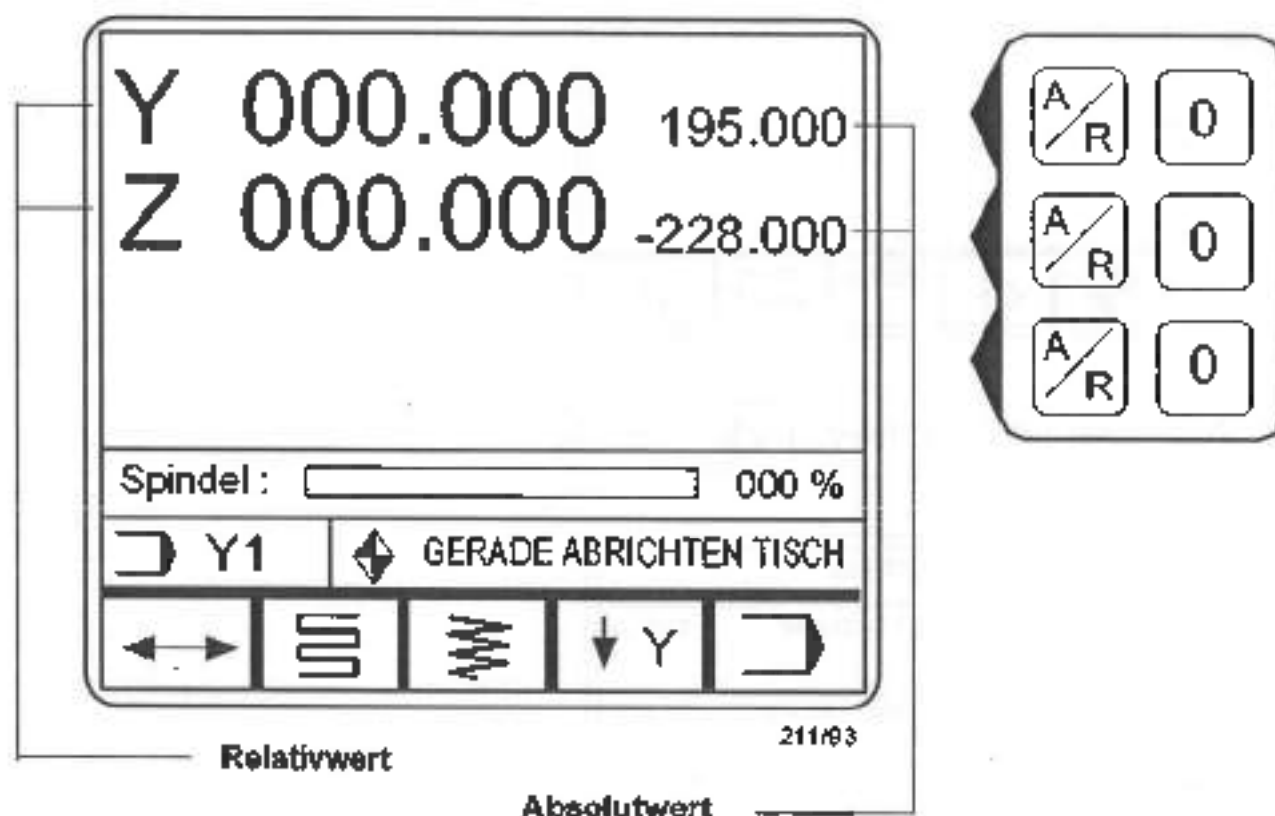 Y 000.000 195.000
Z 000.000 -228.000
A/R 0
A/R 0
A/R 0
Spindel : 000 %
Y1 GERADE ABRICHTEN TISCH
Y
211/93
Relativwert
Absolutwert